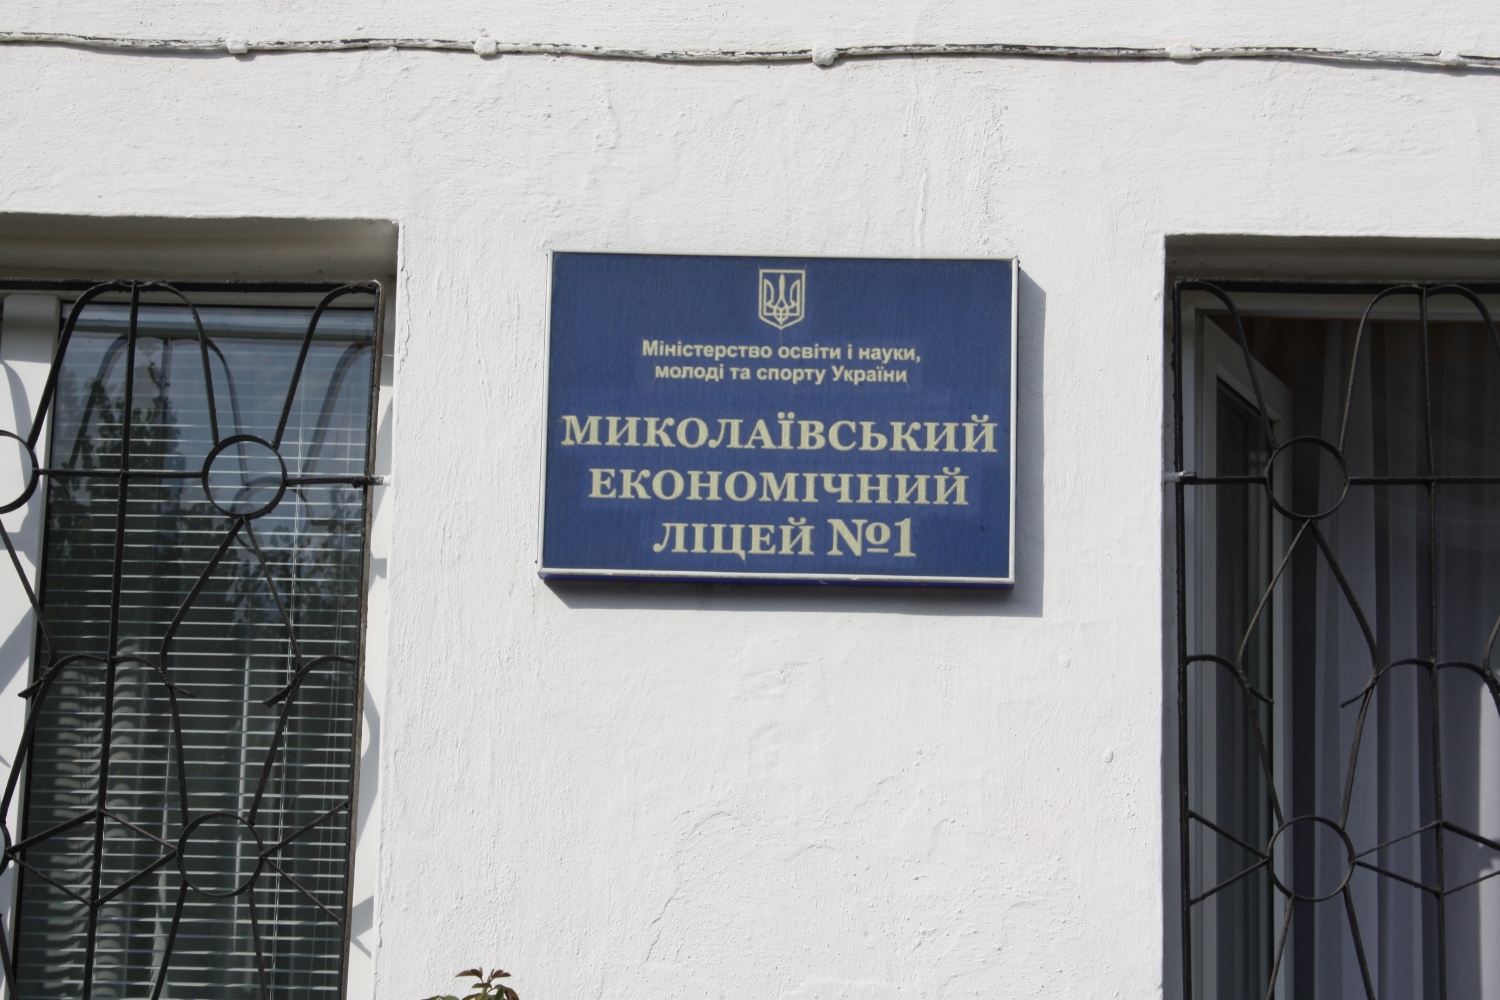 Міністерство освіти і науки,
молоді та спорту України
МИКОЛАЇВСЬКИЙ
ЕКОНОМІЧНИЙ
ЛІЦЕЙ №1